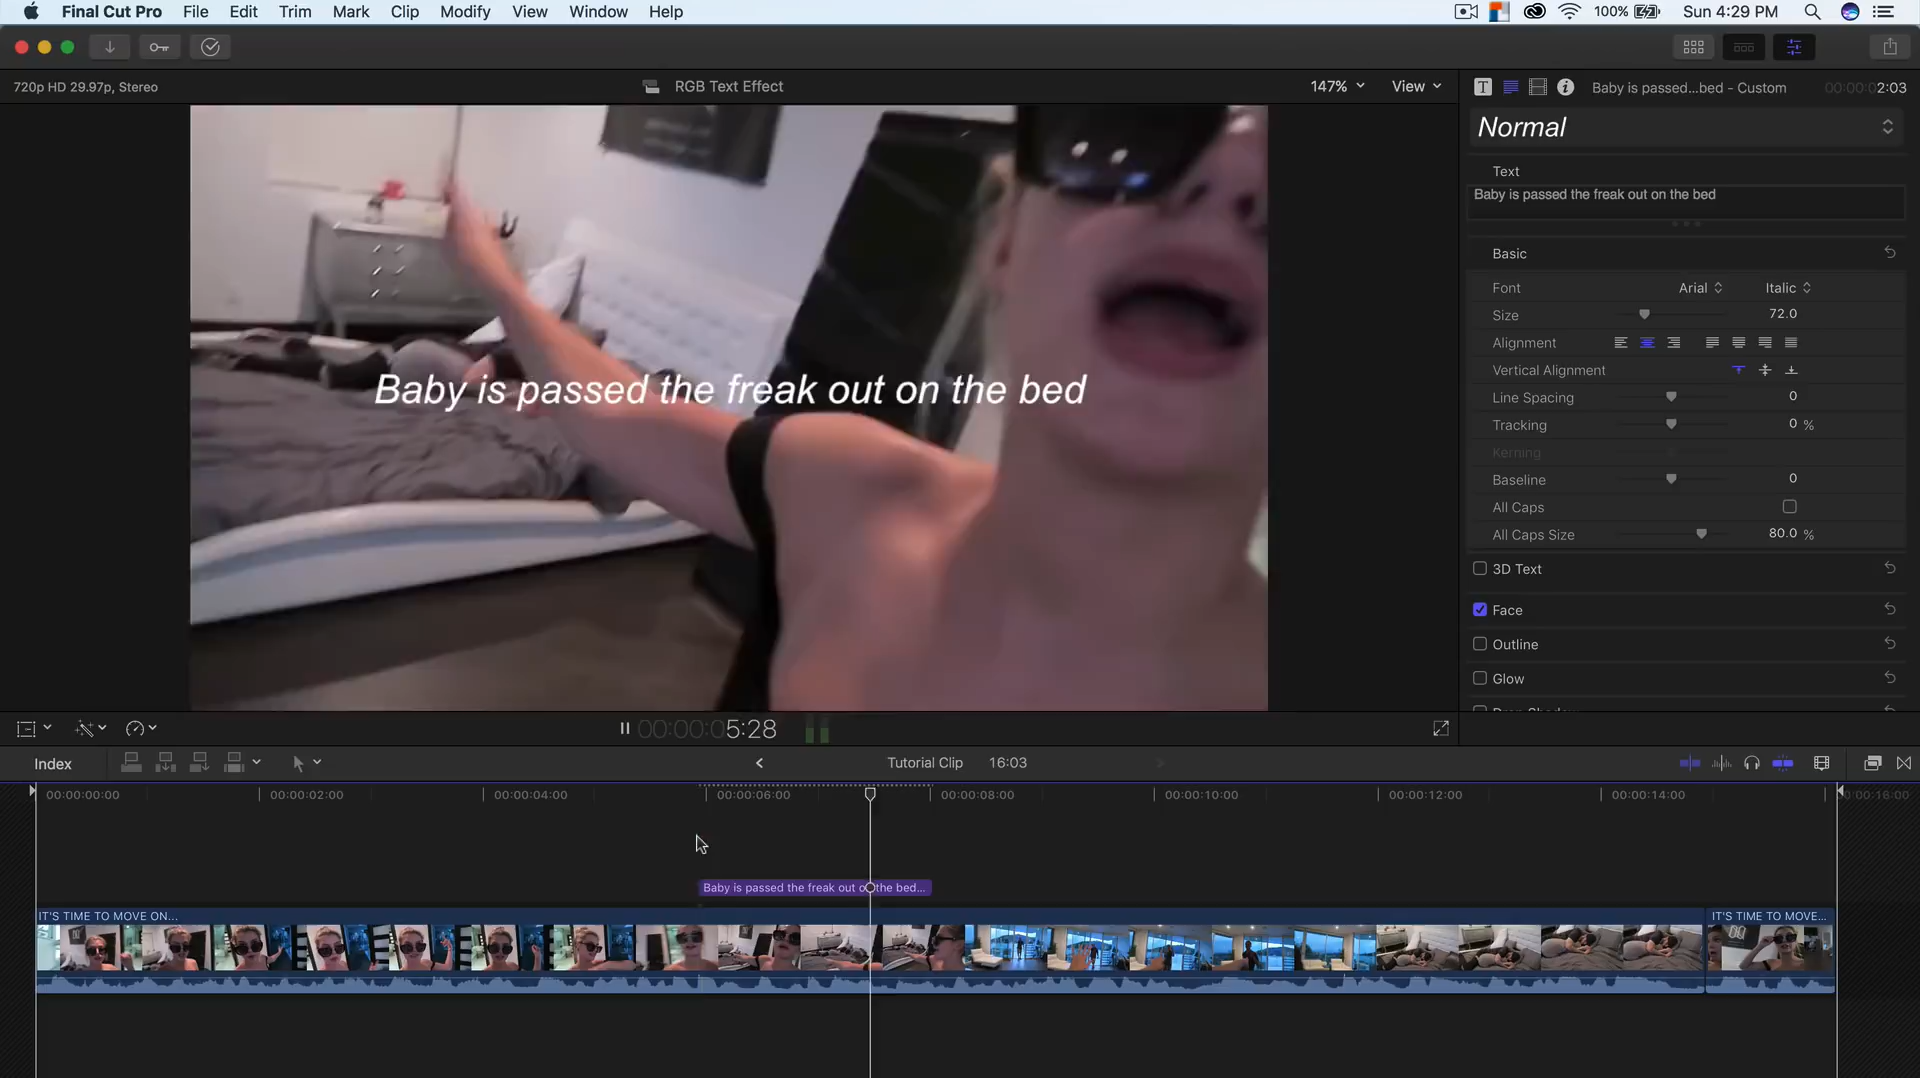 Final Cut Pro File Edit Trim Mark Clip Modify View Window Help 100% Sun 4:29 PM
720p HD 29.97p, Stereo RGB Text Effect 147% View Baby is passed...bed - Custom 00:00:02:03
Normal
Text
Baby is passed the freak out on the bed
Basic
Font Arial Italic
Size 72.0
Alignment
Vertical Alignment
Line Spacing 0
Tracking 0 %
Kerning
Baseline 0
All Caps
All Caps Size 80.0 %
3D Text
Face
Outline
Glow
Baby is passed the freak out on the bed
00:00:05:28
Index Tutorial Clip 16:03
00:00:00:00 00:00:02:00 00:00:04:00 00:00:06:00 00:00:08:00 00:00:10:00 00:00:12:00 00:00:14:00 00:00:16:00
Baby is passed the freak out on the bed...
IT'S TIME TO MOVE ON... IT'S TIME TO MOVE...